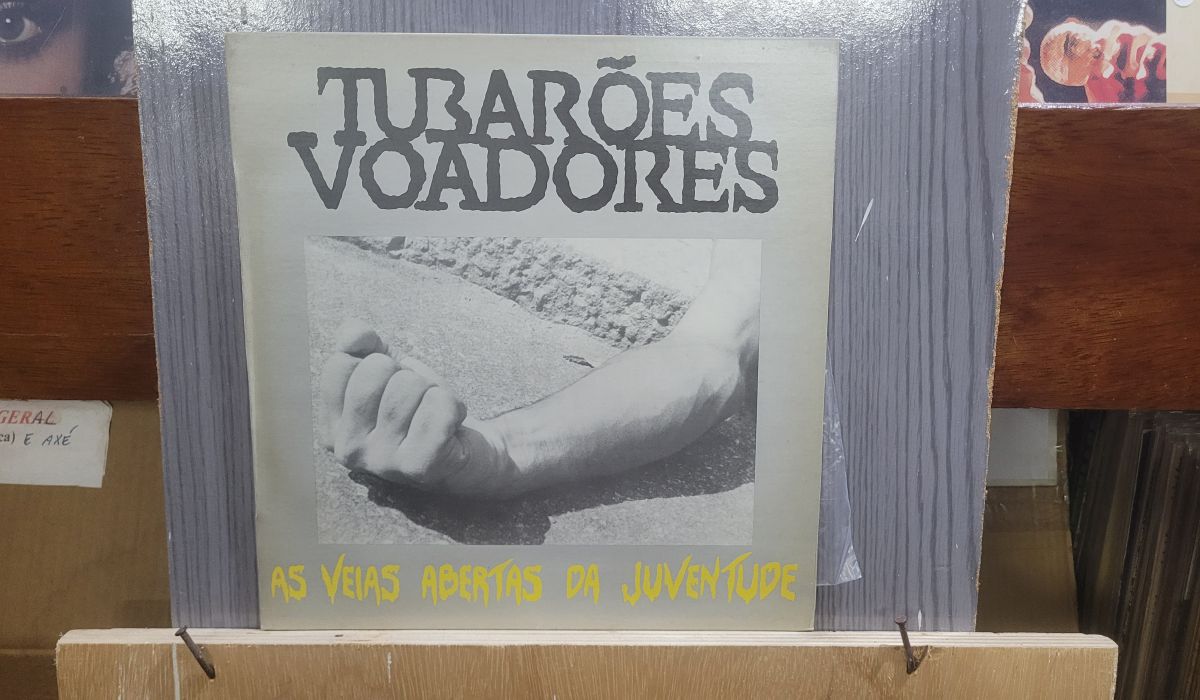 TUBARÕES
VOADORES
AS VEIAS ABERTAS DA JUVENTUDE
GERAL
E AXÉ